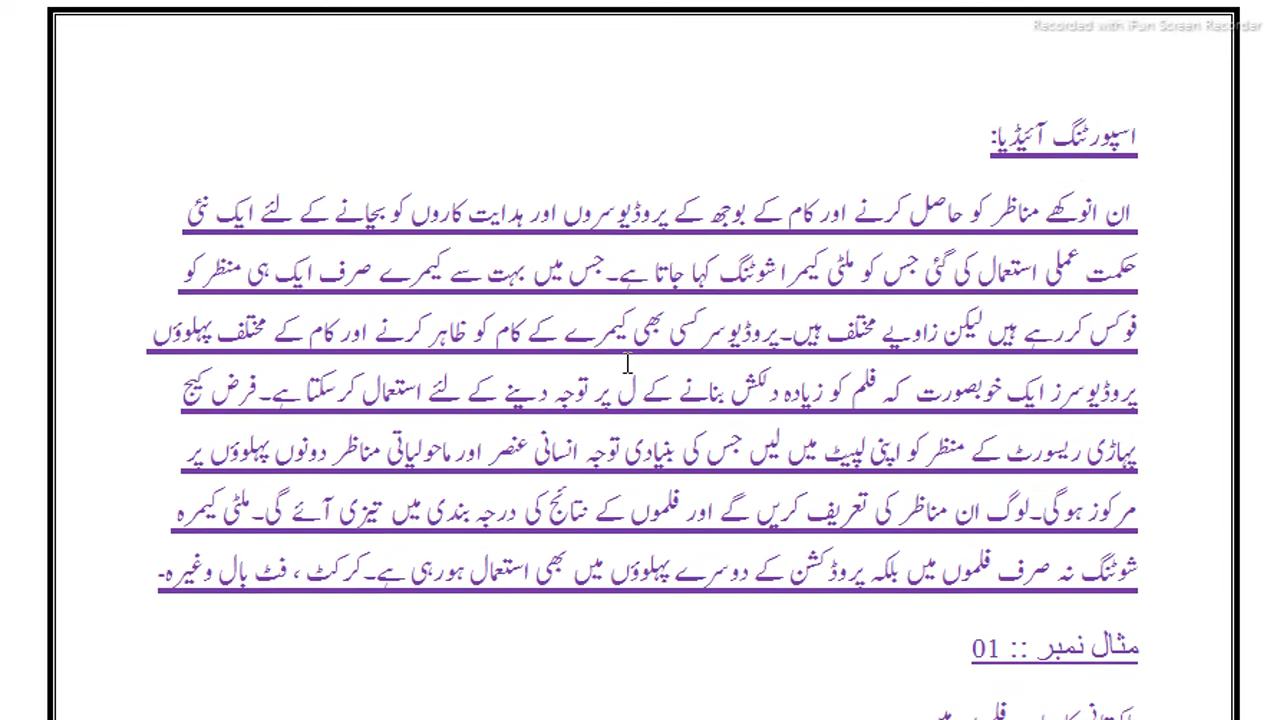 Recorded with iFun Screen Recorder
اسپورٹنگ آئیڈیا:
ان انوکھے مناظر کو حاصل کرنے اور کام کے بوجھ کے پروڈیوسروں اور ہدایت کاروں کو بچانے کے لئے ایک نئی
حکمت عملی استعمال کی گئی جس کو ملٹی کیمرا شوٹنگ کہا جاتا ہے۔جس میں بہت سے کیمرے صرف ایک ہی منظر کو
فوکس کررہے ہیں لیکن زاویے مختلف ہیں۔پروڈیوسر کسی بھی کیمرے کے کام کو ظاہر کرنے اور کام کے مختلف پہلوؤں
پروڈیوسرز ایک خوبصورت کہ فلم کو زیادہ دلکش بنانے کے ل پر توجہ دینے کے لئے استعمال کرسکتا ہے۔فرض کیج
پہاڑی ریسورٹ کے منظر کو اپنی لپیٹ میں لیں جس کی بنیادی توجہ انسانی عنصر اور ماحولیاتی مناظر دونوں پہلوؤں پر
مرکوز ہوگی۔لوگ ان مناظر کی تعریف کریں گے اور فلموں کے نتائج کی درجہ بندی میں تیزی آئے گی۔ملٹی کیمرہ
شوٹنگ نہ صرف فلموں میں بلکہ پروڈکشن کے دوسرے پہلوؤں میں بھی استعمال ہورہی ہے۔کرکٹ ، فٹ بال وغیرہ۔
مثال نمبر :: 01